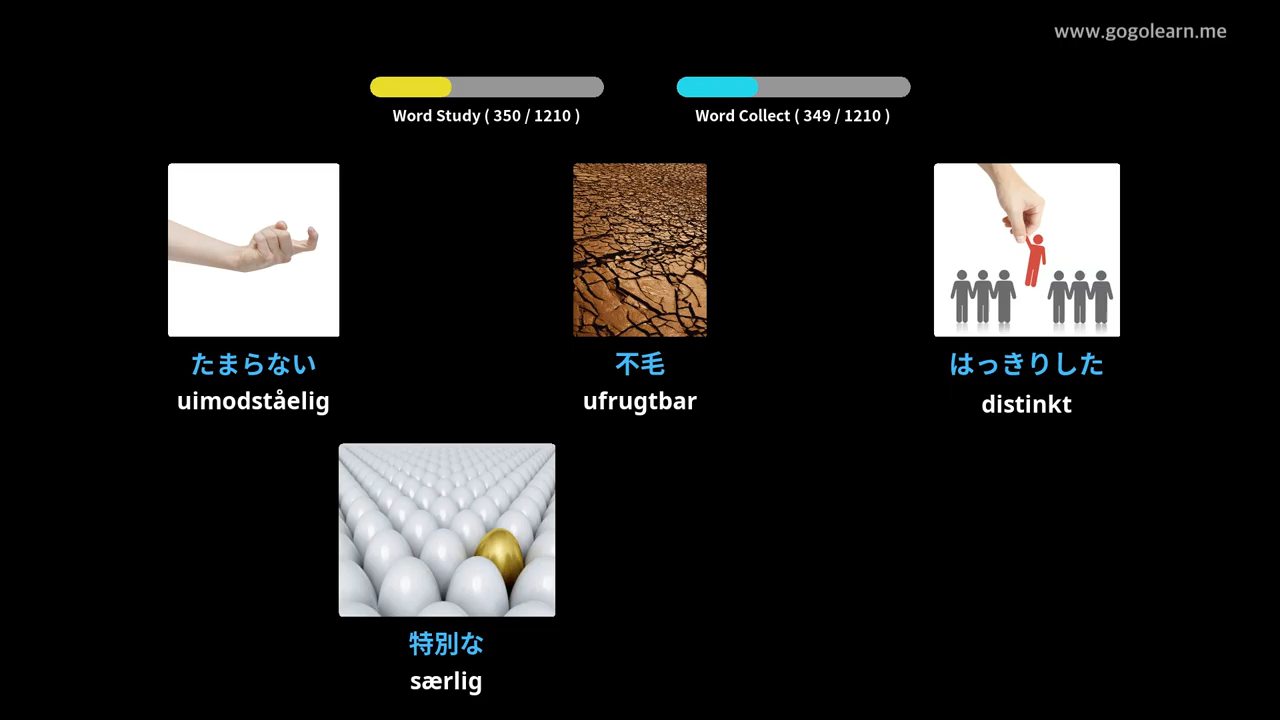 www.gogolearn.me
Word Study ( 350 / 1210 )
Word Collect ( 349 / 1210 )
たまらない
uimodståelig
不毛
ufrugtbar
はっきりした
distinkt
特別な
særlig